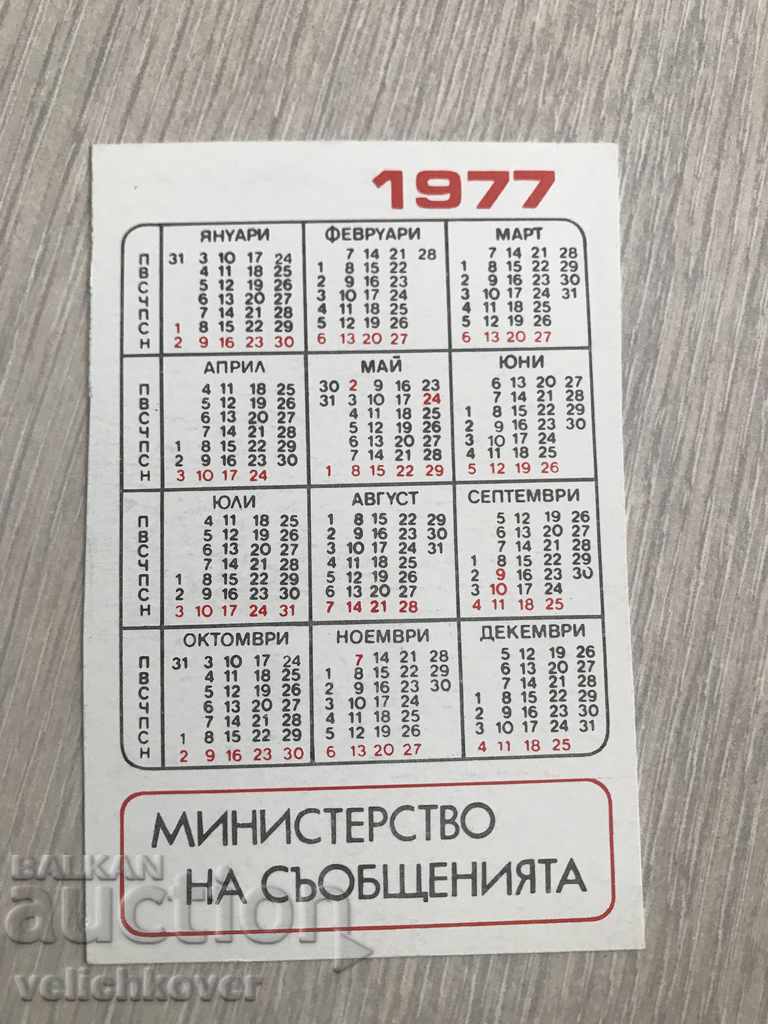 1977
ЯНУАРИ ФЕВРУАРИ МАРТ
П 31 3 10 17 24 7 14 21 28 7 14 21 28
В 4 11 18 25 1 8 15 22 1 8 15 22 29
С 5 12 19 26 2 9 16 23 2 9 16 23 30
Ч 6 13 20 27 3 10 17 24 3 10 17 24 31
П 7 14 21 28 4 11 18 25 4 11 18 25
С 1 8 15 22 29 5 12 19 26 5 12 19 26
Н 2 9 16 23 30 6 13 20 27 6 13 20 27
АПРИЛ МАЙ ЮНИ
П 4 11 18 25 30 2 9 16 23 6 13 20 27
В 5 12 19 26 31 3 10 17 24 7 14 21 28
С 6 13 20 27 4 11 18 25 1 8 15 22 29
Ч 7 14 21 28 5 12 19 26 2 9 16 23 30
П 1 8 15 22 29 6 13 20 27 3 10 17 24
С 2 9 16 23 30 7 14 21 28 4 11 18 25
Н 3 10 17 24 1 8 15 22 29 5 12 19 26
ЮЛИ АВГУСТ СЕПТЕМВРИ
П 4 11 18 25 1 8 15 22 29 5 12 19 26
В 5 12 19 26 2 9 16 23 30 6 13 20 27
С 6 13 20 27 3 10 17 24 31 7 14 21 28
Ч 7 14 21 28 4 11 18 25 1 8 15 22 29
П 1 8 15 22 29 5 12 19 26 2 9 16 23 30
С 2 9 16 23 30 6 13 20 27 3 10 17 24
Н 3 10 17 24 31 7 14 21 28 4 11 18 25
ОКТОМВРИ НОЕМВРИ ДЕКЕМВРИ
П 31 3 10 17 24 7 14 21 28 5 12 19 26
В 4 11 18 25 1 8 15 22 29 6 13 20 27
С 5 12 19 26 2 9 16 23 30 7 14 21 28
Ч 6 13 20 27 3 10 17 24 1 8 15 22 29
П 7 14 21 28 4 11 18 25 2 9 16 23 30
С 1 8 15 22 29 5 12 19 26 3 10 17 24 31
Н 2 9 16 23 30 6 13 20 27 4 11 18 25
МИНИСТЕРСТВО
НА СЪОБЩЕНИЯТА
BALKAN
auction
velichkover